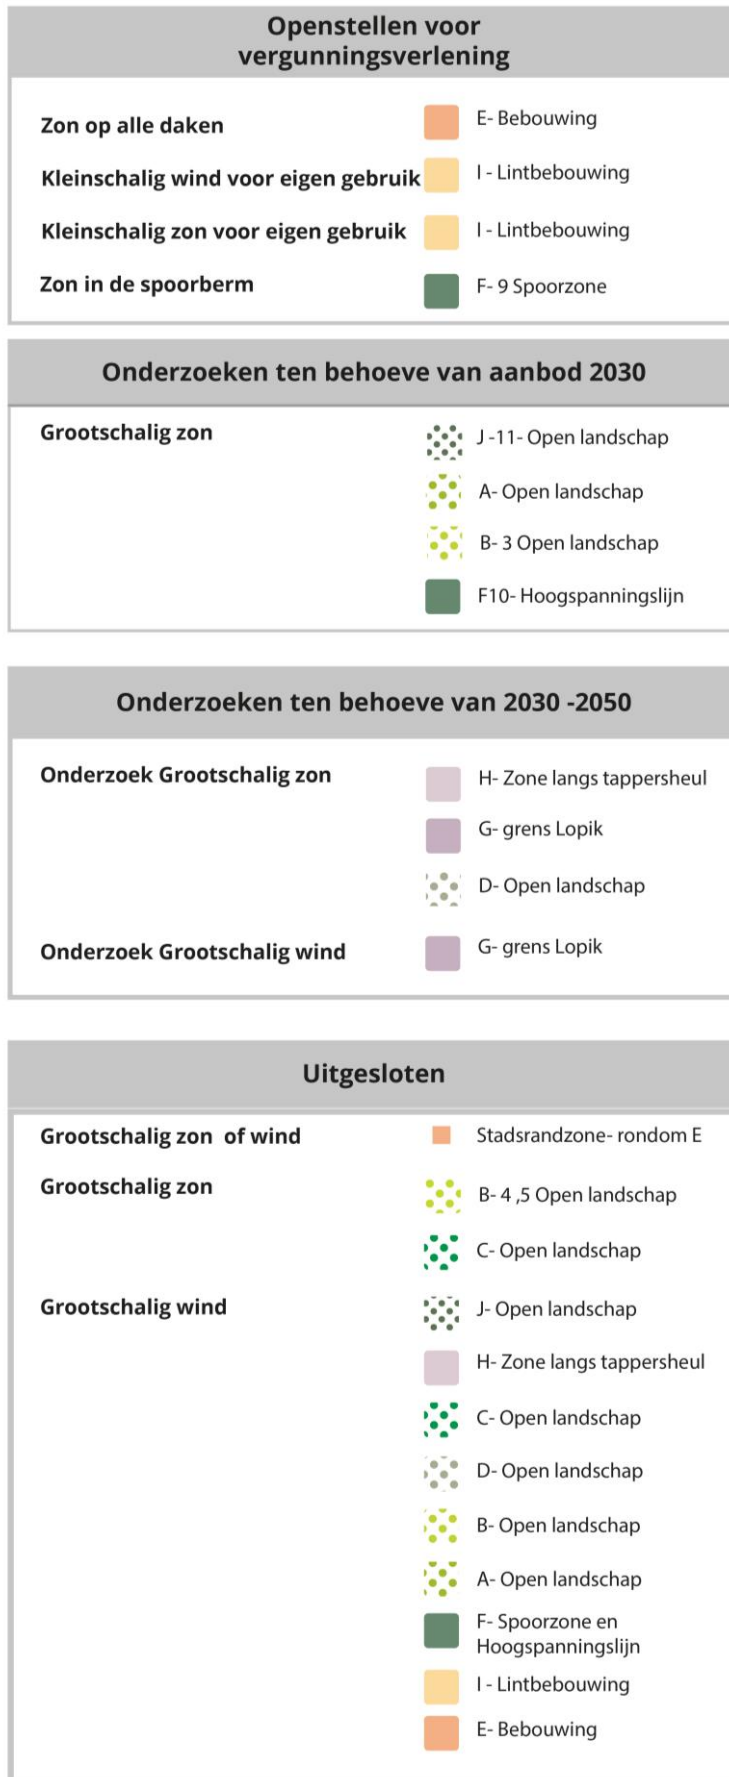 Openstellen voor
vergunningsverlening
Zon op alle daken
E- Bebouwing
Kleinschalig wind voor eigen gebruik
I - Lintbebouwing
Kleinschalig zon voor eigen gebruik
I - Lintbebouwing
Zon in de spoorberm
F- 9 Spoorzone
Onderzoeken ten behoeve van aanbod 2030
Grootschalig zon
J -11- Open landschap
A- Open landschap
B- 3 Open landschap
F10- Hoogspanningslijn
Onderzoeken ten behoeve van 2030 -2050
Onderzoek Grootschalig zon
H- Zone langs tappersheul
G- grens Lopik
D- Open landschap
Onderzoek Grootschalig wind
G- grens Lopik
Uitgesloten
Grootschalig zon of wind
Stadsrandzone- rondom E
Grootschalig zon
B- 4 ,5 Open landschap
C- Open landschap
Grootschalig wind
J- Open landschap
H- Zone langs tappersheul
C- Open landschap
D- Open landschap
B- Open landschap
A- Open landschap
F- Spoorzone en
Hoogspanningslijn
I - Lintbebouwing
E- Bebouwing